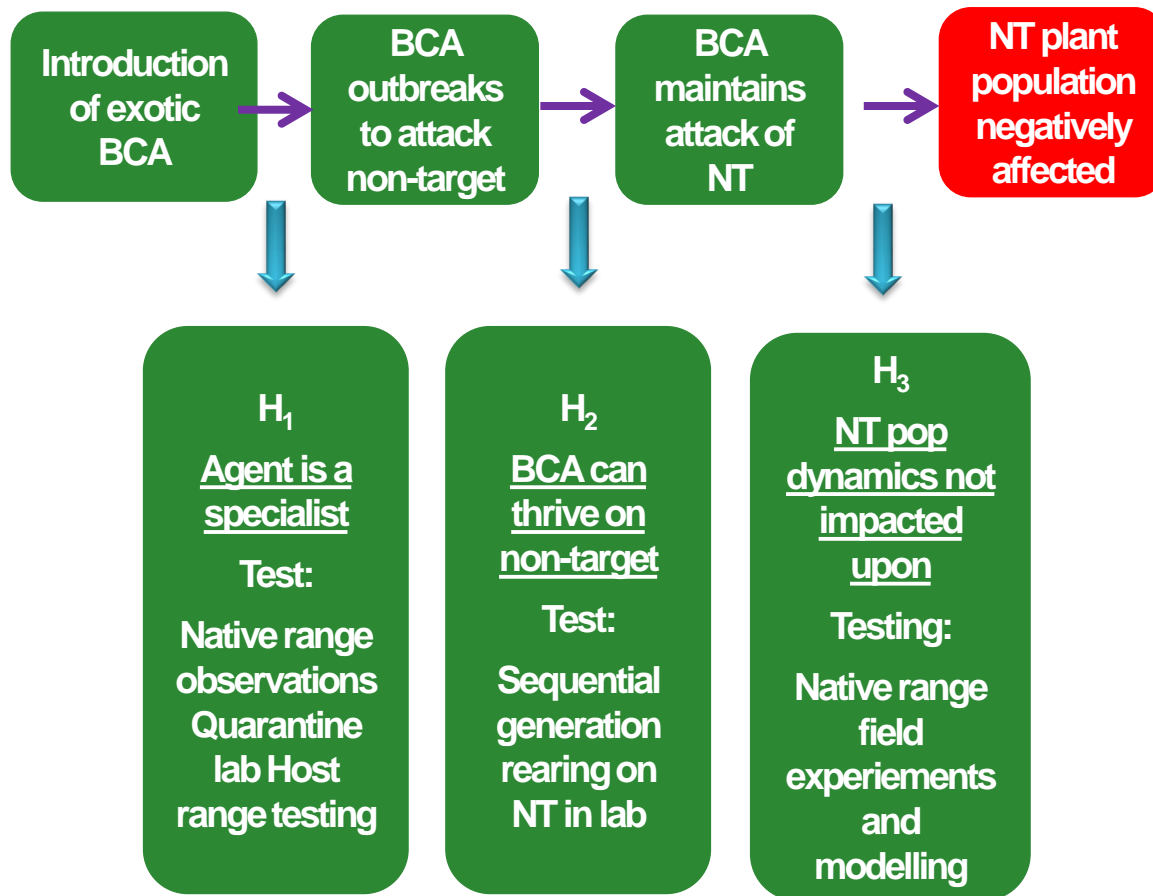 Introduction
of exotic
BCA
BCA
outbreaks
to attack
non-target
BCA
maintains
attack of
NT
NT plant
population
negatively
affected
H₁
Agent is a
specialist
Test:
Native range
observations
Quarantine
lab Host
range testing
H₂
BCA can
thrive on
non-target
Test:
Sequential
generation
rearing on
NT in lab
H₃
NT pop
dynamics not
impacted
upon
Testing:
Native range
field
experiements
and
modelling